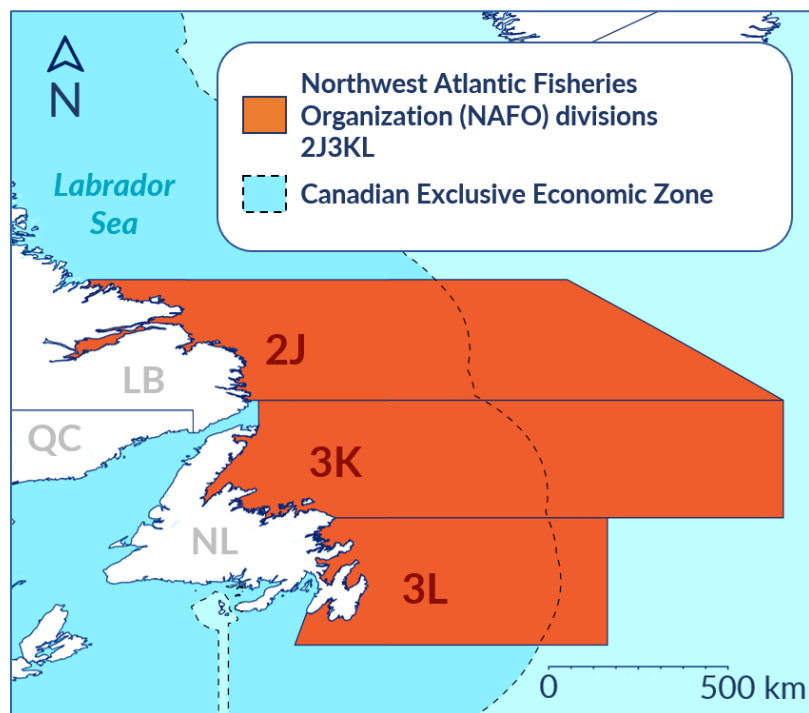 N
Northwest Atlantic Fisheries
Organization (NAFO) divisions
2J3KL
Canadian Exclusive Economic Zone
Labrador
Sea
2J
LB
QC
3K
NL
3L
0 500 km